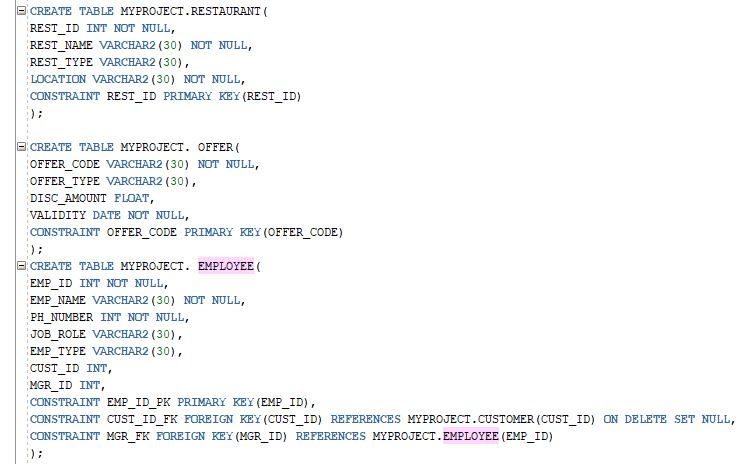 CREATE TABLE MYPROJECT.RESTAURANT(
REST_ID INT NOT NULL,
REST_NAME VARCHAR2(30) NOT NULL,
REST_TYPE VARCHAR2(30),
LOCATION VARCHAR2(30) NOT NULL,
CONSTRAINT REST_ID PRIMARY KEY(REST_ID)
);
CREATE TABLE MYPROJECT. OFFER(
OFFER_CODE VARCHAR2(30) NOT NULL,
OFFER_TYPE VARCHAR2(30),
DISC_AMOUNT FLOAT,
VALIDITY DATE NOT NULL,
CONSTRAINT OFFER_CODE PRIMARY KEY(OFFER_CODE)
);
CREATE TABLE MYPROJECT. EMPLOYEE(
EMP_ID INT NOT NULL,
EMP_NAME VARCHAR2(30) NOT NULL,
PH_NUMBER INT NOT NULL,
JOB_ROLE VARCHAR2(30),
EMP_TYPE VARCHAR2(30),
CUST_ID INT,
MGR_ID INT,
CONSTRAINT EMP_ID_PK PRIMARY KEY(EMP_ID),
CONSTRAINT CUST_ID_FK FOREIGN KEY(CUST_ID) REFERENCES MYPROJECT.CUSTOMER(CUST_ID) ON DELETE SET NULL,
CONSTRAINT MGR_FK FOREIGN KEY(MGR_ID) REFERENCES MYPROJECT.EMPLOYEE(EMP_ID)
);